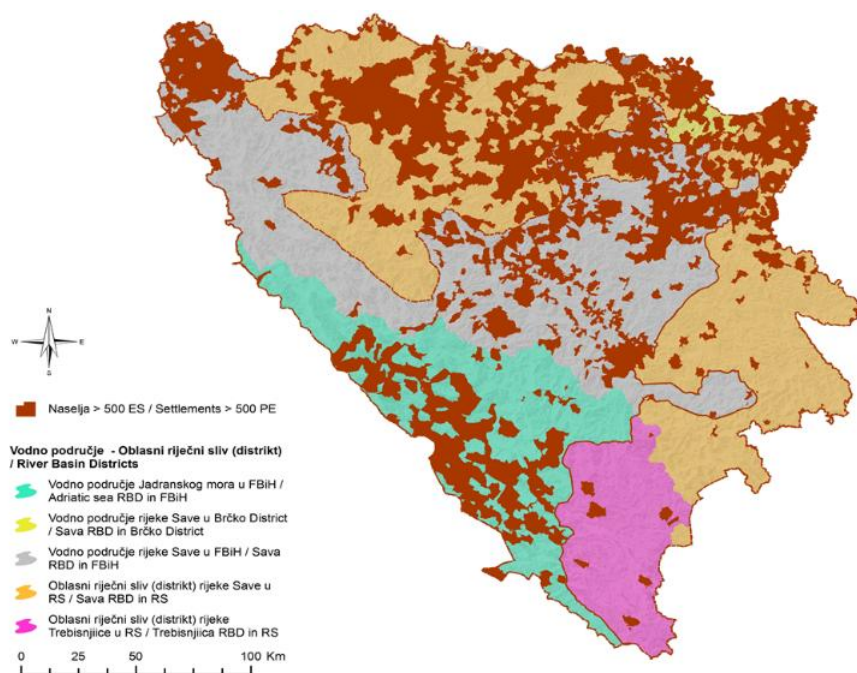 N
W
E
S
Naselja > 500 ES / Settlements > 500 PE
Vodno područje - Oblasni riječni sliv (distrikt)
/ River Basin Districts
Vodno područje Jadranskog mora u FBiH /
Adriatic sea RBD in FBiH
Vodno područje rijeke Save u Brčko District
/ Sava RBD in Brčko District
Vodno područje rijeke Save u FBiH / Sava
RBD in FBiH
Oblasni riječni sliv (distrikt) rijeke Save u
RS / Sava RBD in RS
Oblasni riječni sliv (distrikt) rijeke
Trebisnjiice u RS / Trebisnjiica RBD in RS
0 25 50 100 Km